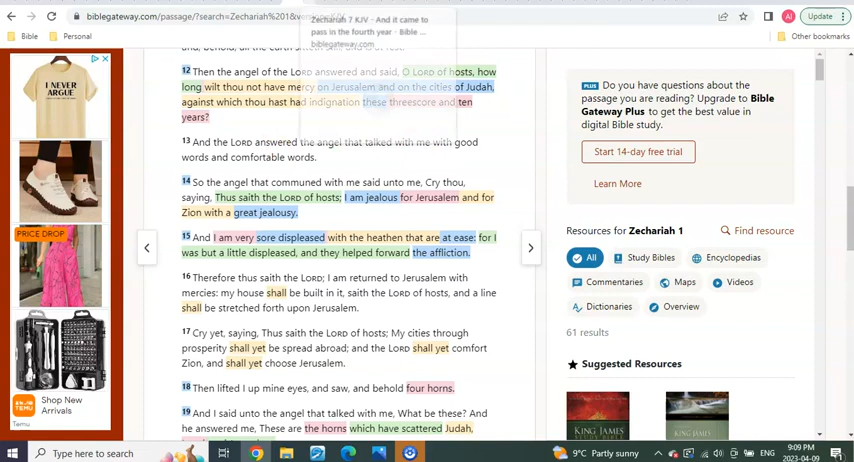 biblegateway.com/passage/?search=Zechariah%201&
Update
Bible
Personal
Other bookmarks
Zechariah 7 KJV - And it came to
pass in the fourth year - Bible ...
biblegateway.com
12 Then the angel of the LORD answered and said, O LORD of hosts, how
long wilt thou not have mercy on Jerusalem and on the cities of Judah,
against which thou hast had indignation these threescore and ten
years?
13 And the LORD answered the angel that talked with me with good
words and comfortable words.
14 So the angel that communed with me said unto me, Cry thou,
saying, Thus saith the LORD of hosts; I am jealous for Jerusalem and for
Zion with a great jealousy.
15 And I am very sore displeased with the heathen that are at ease: for I
was but a little displeased, and they helped forward the affliction.
16 Therefore thus saith the LORD; I am returned to Jerusalem with
mercies: my house shall be built in it, saith the LORD of hosts, and a line
shall be stretched forth upon Jerusalem.
17 Cry yet, saying, Thus saith the LORD of hosts; My cities through
prosperity shall yet be spread abroad; and the LORD shall yet comfort
Zion, and shall yet choose Jerusalem.
18 Then lifted I up mine eyes, and saw, and behold four horns.
19 And I said unto the angel that talked with me, What be these? And
he answered me, These are the horns which have scattered Judah,
I NEVER
ARGUE
PRICE DROP
Shop New
Arrivals
Temu
PLUS Do you have questions about the
passage you are reading? Upgrade to Bible
Gateway Plus to get the best value in
digital Bible study.
Start 14-day free trial
Learn More
Resources for Zechariah 1
Find resource
All
Study Bibles
Encyclopedias
Commentaries
Maps
Videos
Dictionaries
Overview
61 results
Suggested Resources
KING JAMES
KING JAMES
Type here to search
9°C Partly sunny
ENG
9:09 PM
2023-04-09